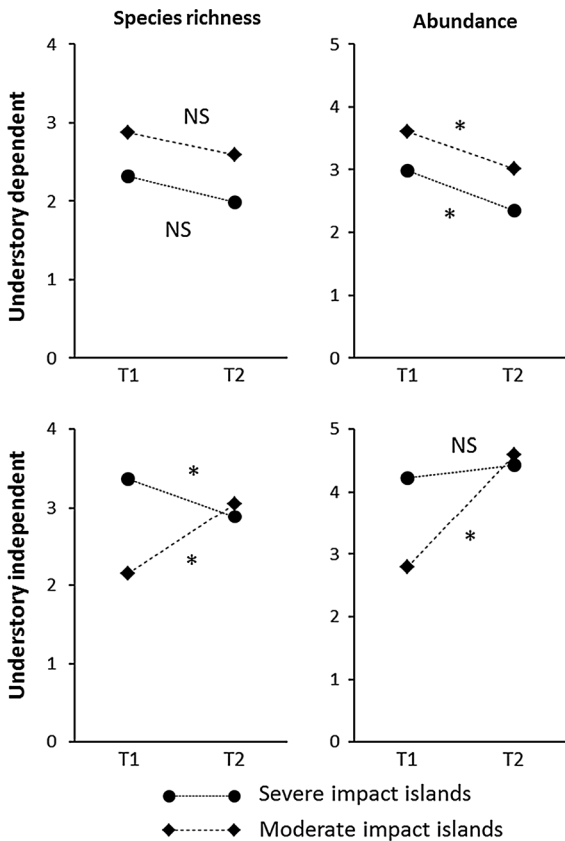 Species richness
Abundance
Understory dependent
4
3
2
1
0
NS
NS
T1
T2
5
4
3
2
1
0
*
*
T1
T2
Understory independent
4
3
2
1
0
*
*
T1
T2
5
4
3
2
1
0
NS
*
T1
T2
Severe impact islands
Moderate impact islands